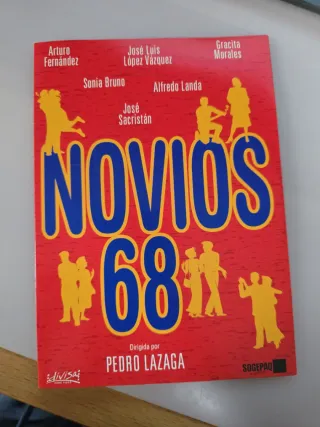 Arturo Fernández
José Luis López Vázquez
Gracita Morales
Sonia Bruno
Alfredo Landa
José Sacristán
NOVIOS
68
Dirigida por
PEDRO LAZAGA
divisa
SOGEPAQ